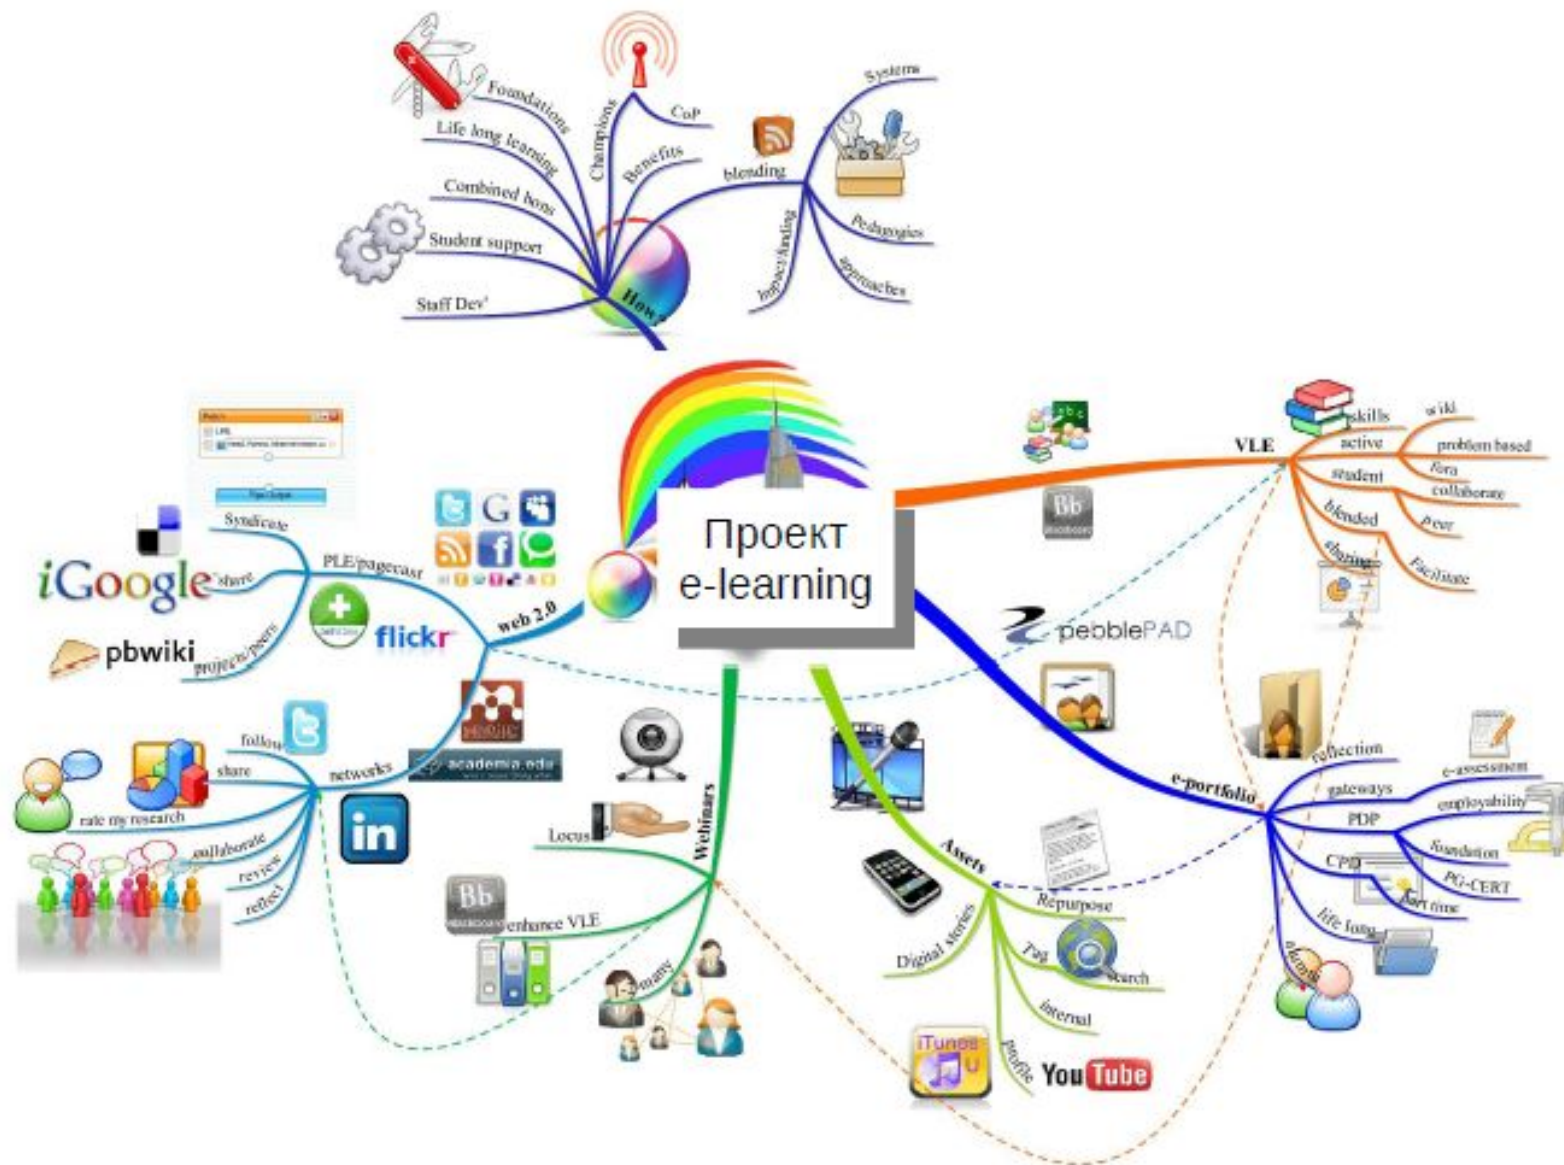 Systems
Foundations
Champions
CoP
Life long learning
Benefits
blending
Combined hons
Student support
Impact/funding
Pedagogies
approaches
Staff Dev'
How?
Проект
e-learning
VLE
skills
wiki
active
problem based
fora
student
collaborate
peer
blended
Facilitate
sharing
Bb
Syndicate
PLE/pagecast
iGoogle
share
web 2.0
flickr
pbwiki
projects/peers
pebblePAD
academia.edu
networks
follow
share
rate my research
collaborate
review
reflect
in
Webinars
Locus
Bb
enhance VLE
many
Assets
Digital stories
Repurpose
Tag
search
internal
profile
iTunes
U
YouTube
e-portfolio
reflection
gateways
e-assessment
PDP
employability
foundation
PG-CERT
CPD
part time
life long